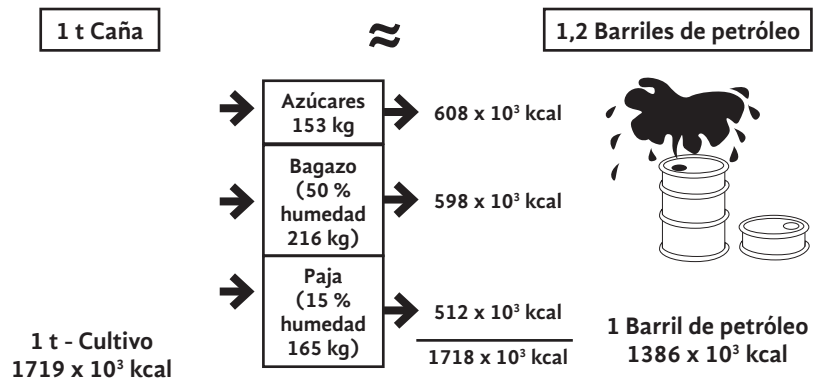 1 t Caña
≈
1,2 Barriles de petróleo
Azúcares
153 kg
608 x 10³ kcal
Bagazo
(50 %
humedad
216 kg)
598 x 10³ kcal
Paja
(15 %
humedad
165 kg)
512 x 10³ kcal
1718 x 10³ kcal
1 t - Cultivo
1719 x 10³ kcal
1 Barril de petróleo
1386 x 10³ kcal